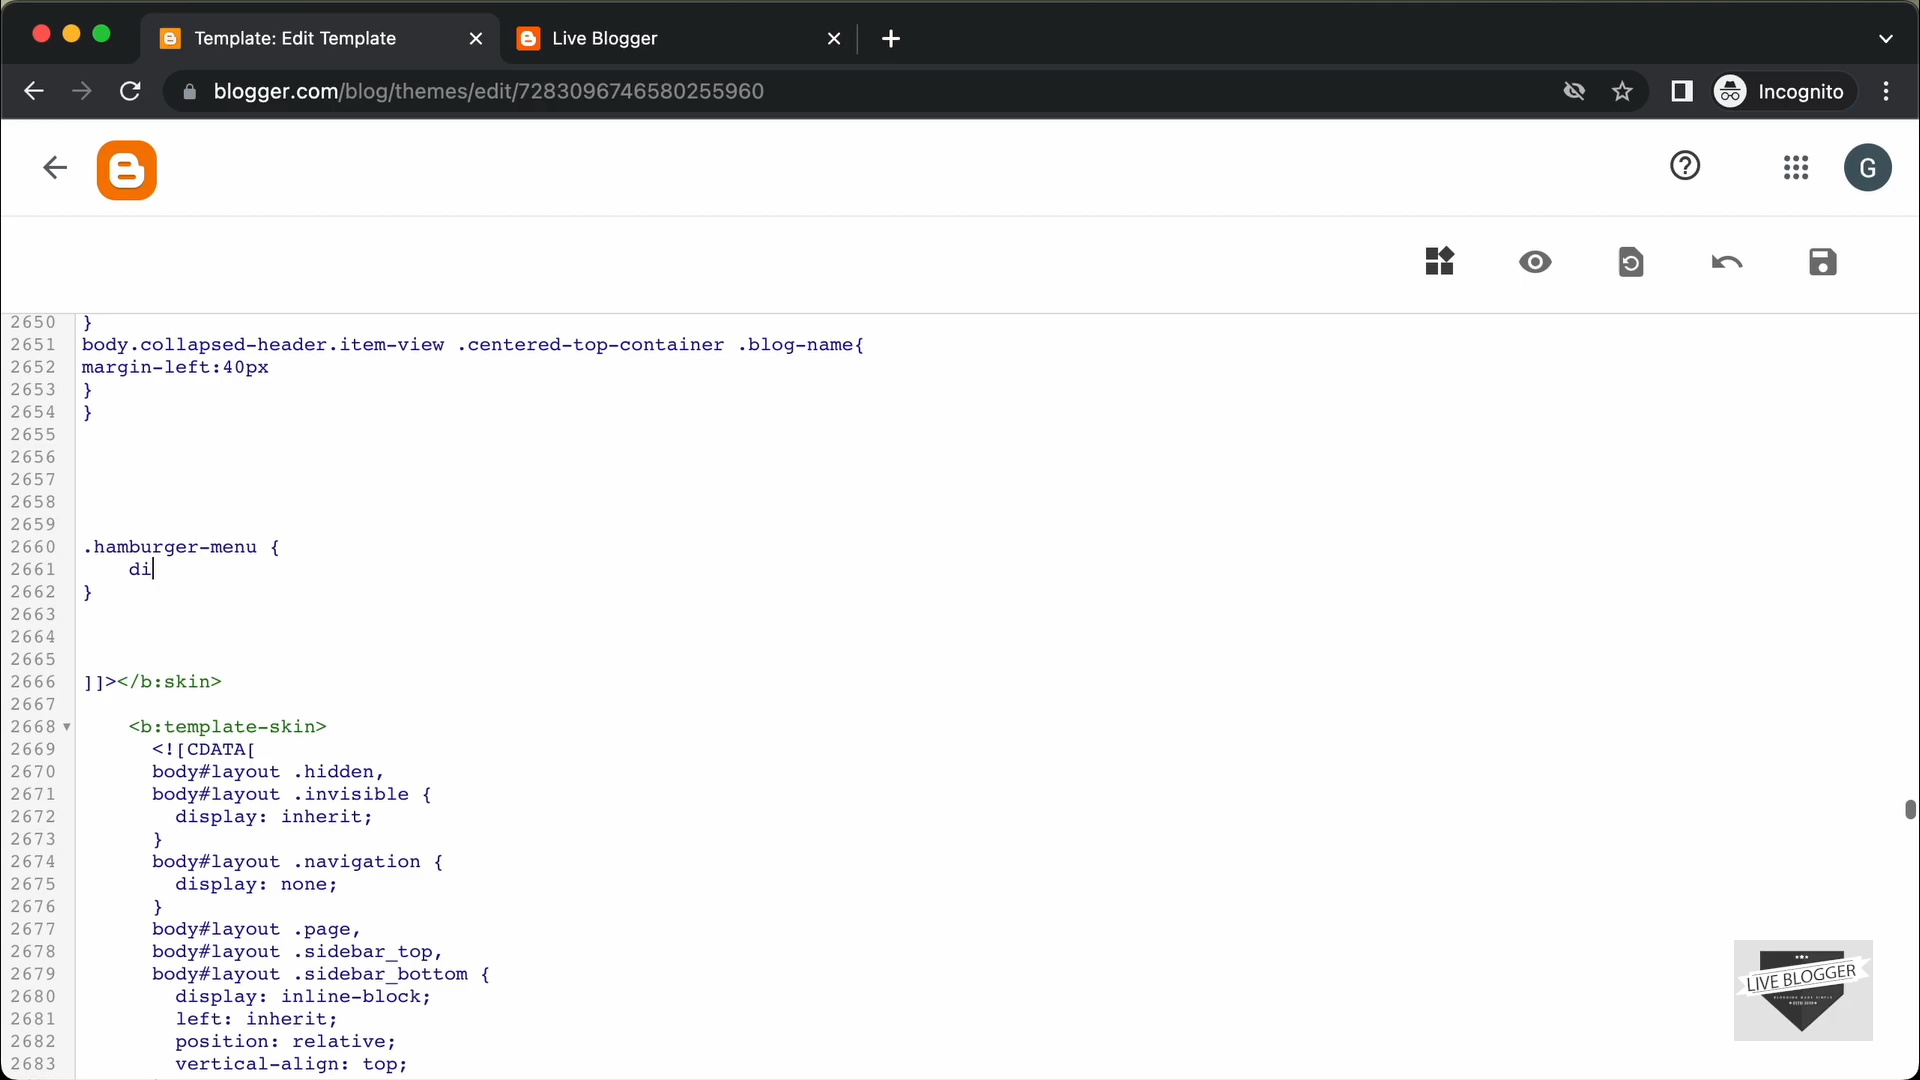 Template: Edit Template
Live Blogger
blogger.com/blog/themes/edit/7283096746580255960
Incognito
G
2650 }
2651 body.collapsed-header.item-view .centered-top-container .blog-name{
2652 margin-left:40px
2653 }
2654 }
2655
2656
2657
2658
2659
2660 .hamburger-menu {
2661 di
2662 }
2663
2664
2665
2666 ]]></b:skin>
2667
2668 <b:template-skin>
2669 <![CDATA[
2670 body#layout .hidden,
2671 body#layout .invisible {
2672 display: inherit;
2673 }
2674 body#layout .navigation {
2675 display: none;
2676 }
2677 body#layout .page,
2678 body#layout .sidebar_top,
2679 body#layout .sidebar_bottom {
2680 display: inline-block;
2681 left: inherit;
2682 position: relative;
2683 vertical-align: top;
LIVE BLOGGER